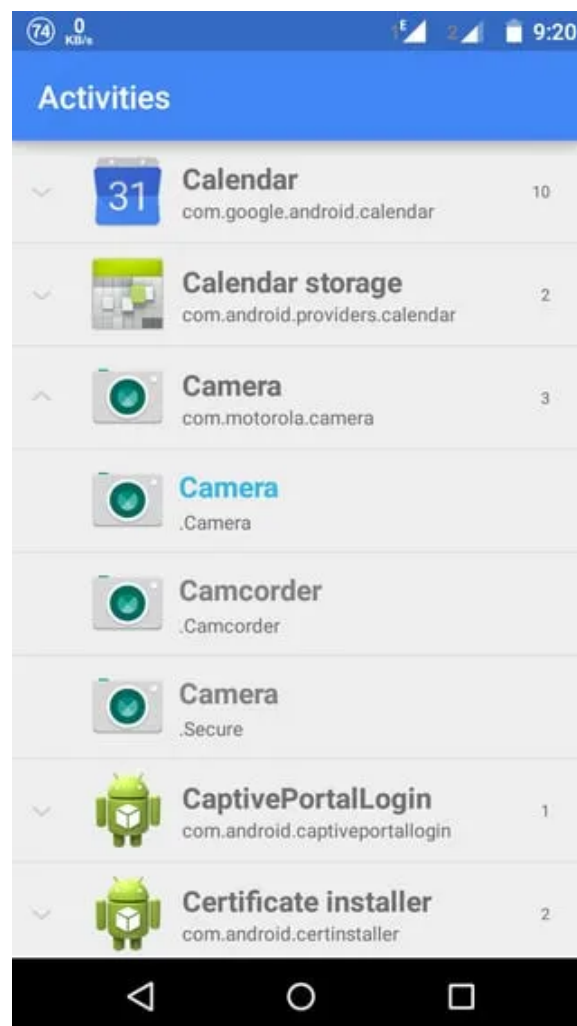 74
0
KB/s
1 E
2
9:20
Activities
31
Calendar
com.google.android.calendar
10
Calendar storage
com.android.providers.calendar
2
Camera
com.motorola.camera
3
Camera
.Camera
Camcorder
.Camcorder
Camera
.Secure
CaptivePortalLogin
com.android.captiveportallogin
1
Certificate installer
com.android.certinstaller
2